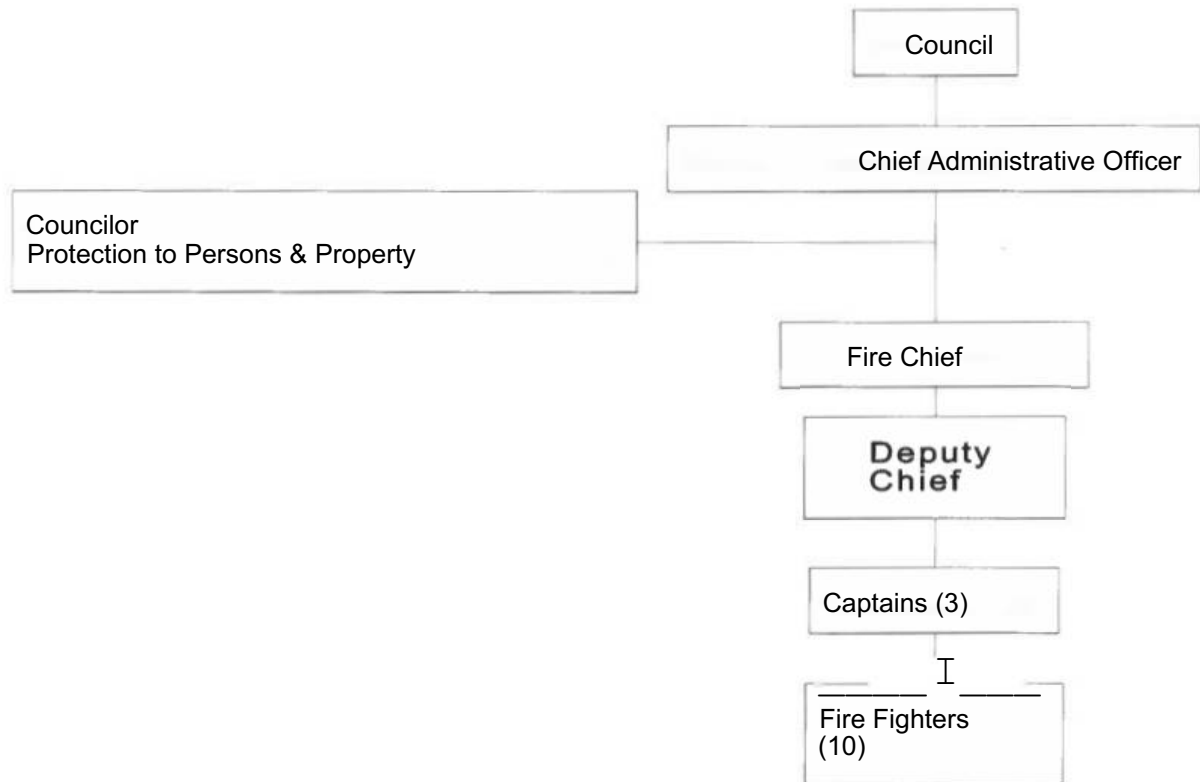 Council
Chief Administrative Officer
Councilor
Protection to Persons & Property
Fire Chief
Deputy
Chief
Captains (3)
Fire Fighters
(10)